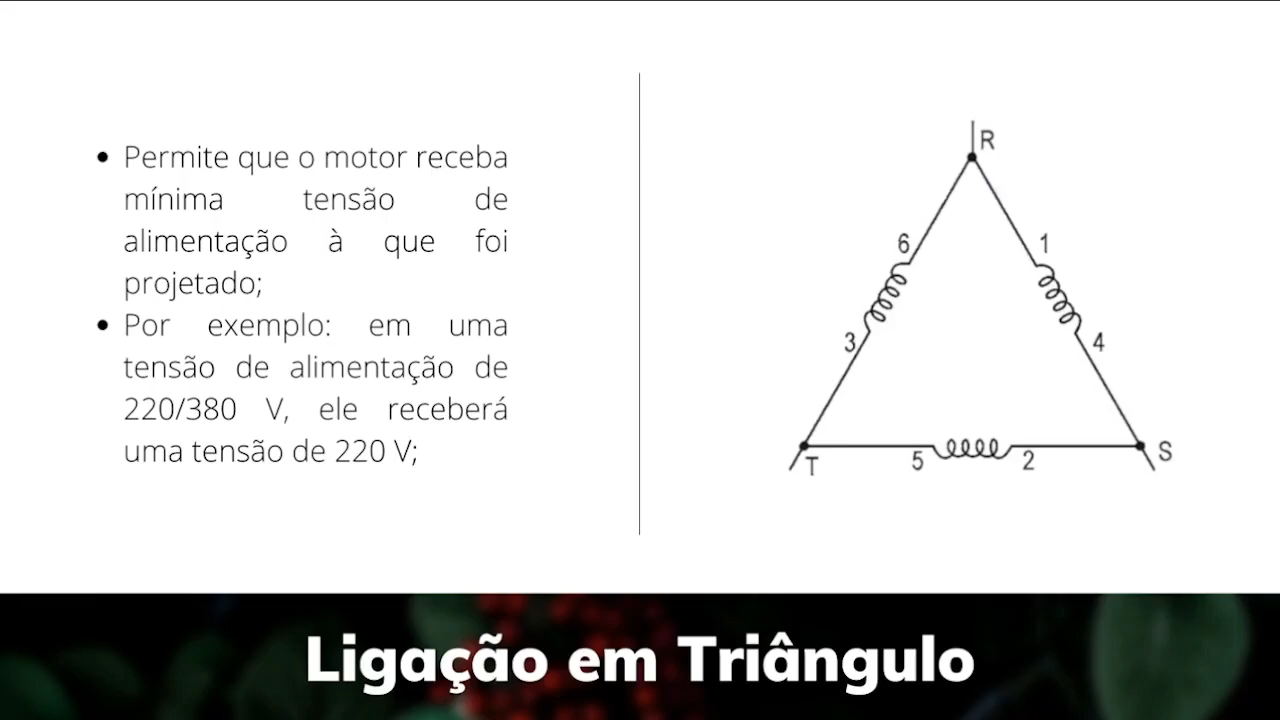 • Permite que o motor receba
mínima tensão de
alimentação à que foi
projetado;
• Por exemplo: em uma
tensão de alimentação de
220/380 V, ele receberá
uma tensão de 220 V;
R
6 1
3 4
T 5 2 S
Ligação em Triângulo